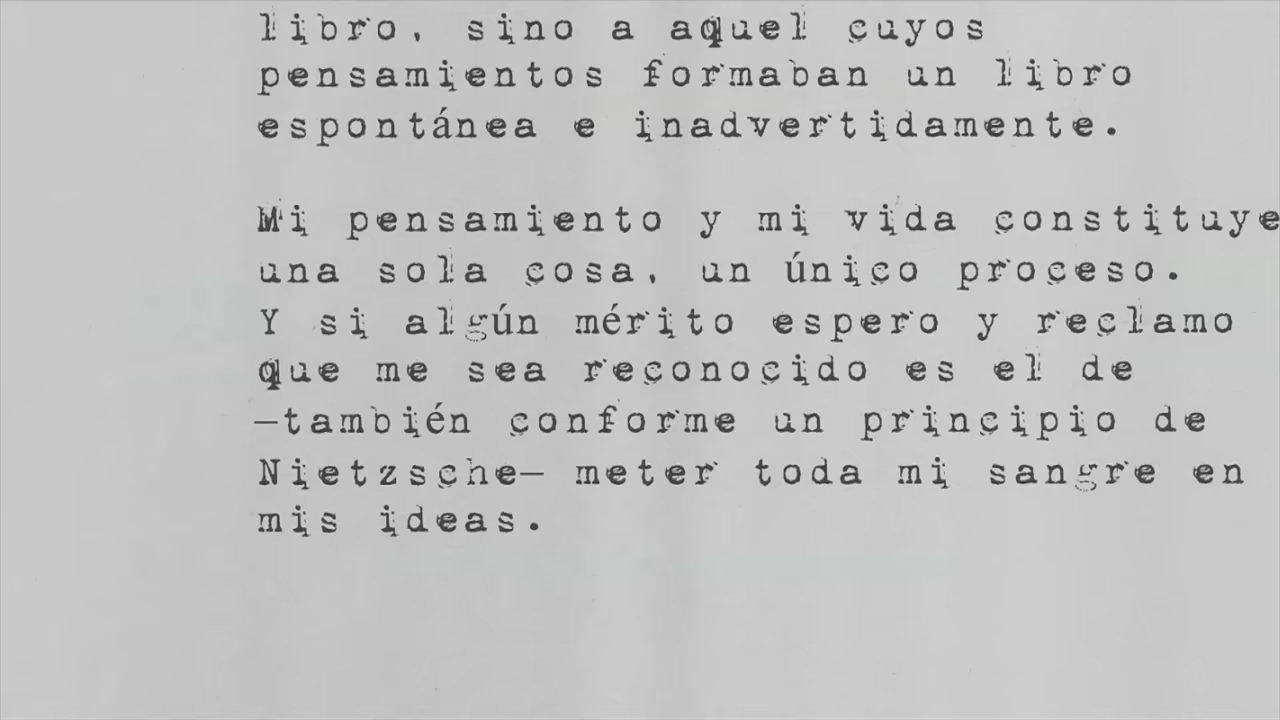 libro, sino a aquel cuyos
pensamientos formaban un libro
espontánea e inadvertidamente.
Mi pensamiento y mi vida constituye
una sola cosa, un único proceso.
Y si algún mérito espero y reclamo
que me sea reconocido es el de
—también conforme un principio de
Nietzsche— meter toda mi sangre en
mis ideas.